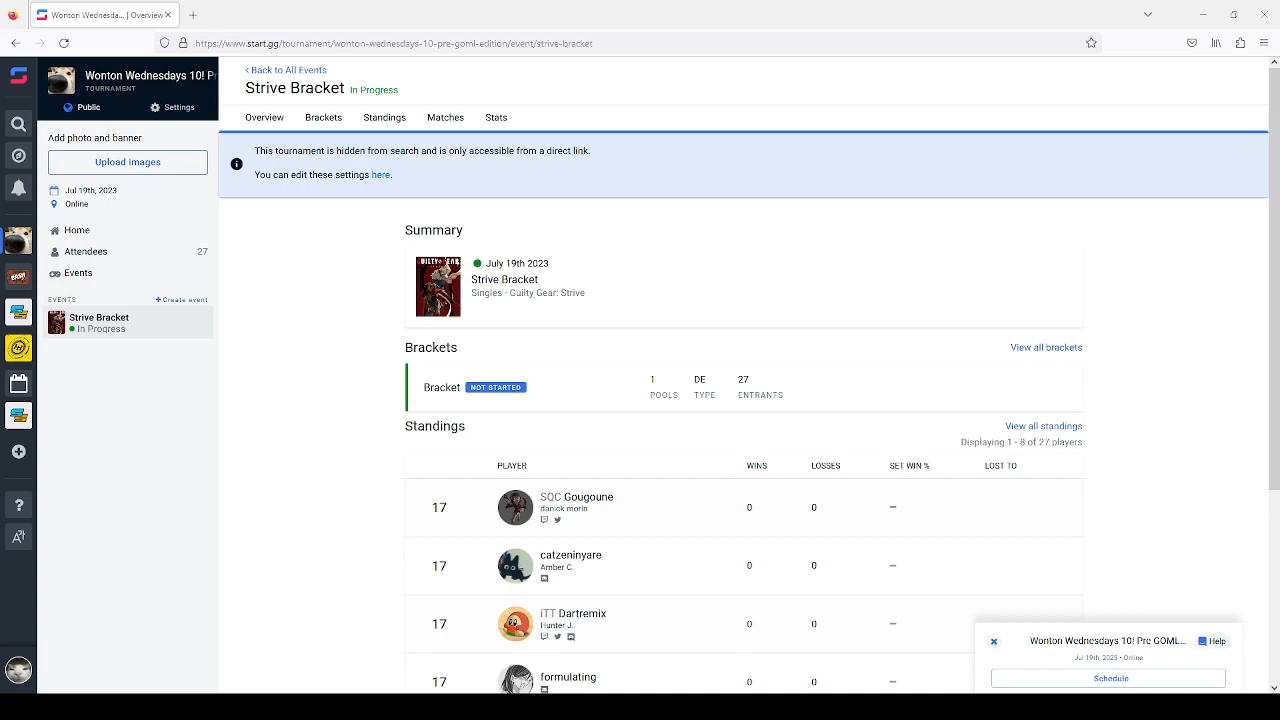 Wonton Wednesda... | Overview
https://www.start.gg/tournament/wonton-wednesdays-10-pre-goml-edition/event/strive-bracket
Wonton Wednesdays 10! Pr
TOURNAMENT
Public
Settings
Add photo and banner
Upload images
Jul 19th, 2023
Online
Home
Attendees 27
Events
EVENTS
Create event
Strive Bracket
In Progress
Back to All Events
Strive Bracket In Progress
Overview Brackets Standings Matches Stats
This tournament is hidden from search and is only accessible from a direct link.
You can edit these settings here.
Summary
GUILTY GEAR
July 19th 2023
Strive Bracket
Singles · Guilty Gear: Strive
Brackets
View all brackets
Bracket NOT STARTED
1 DE 27
POOLS TYPE ENTRANTS
Standings
View all standings
Displaying 1 - 8 of 27 players
PLAYER WINS LOSSES SET WIN % LOST TO
17 SQC Gougoune 0 0 --
danick morin
17 catzeninyare 0 0 --
Amber C.
17 iTT Dartremix 0 0 --
Hunter J.
17 formulating 0 0 --
Wonton Wednesdays 10! Pre GOML...
Help
Jul 19th, 2023 • Online
Schedule